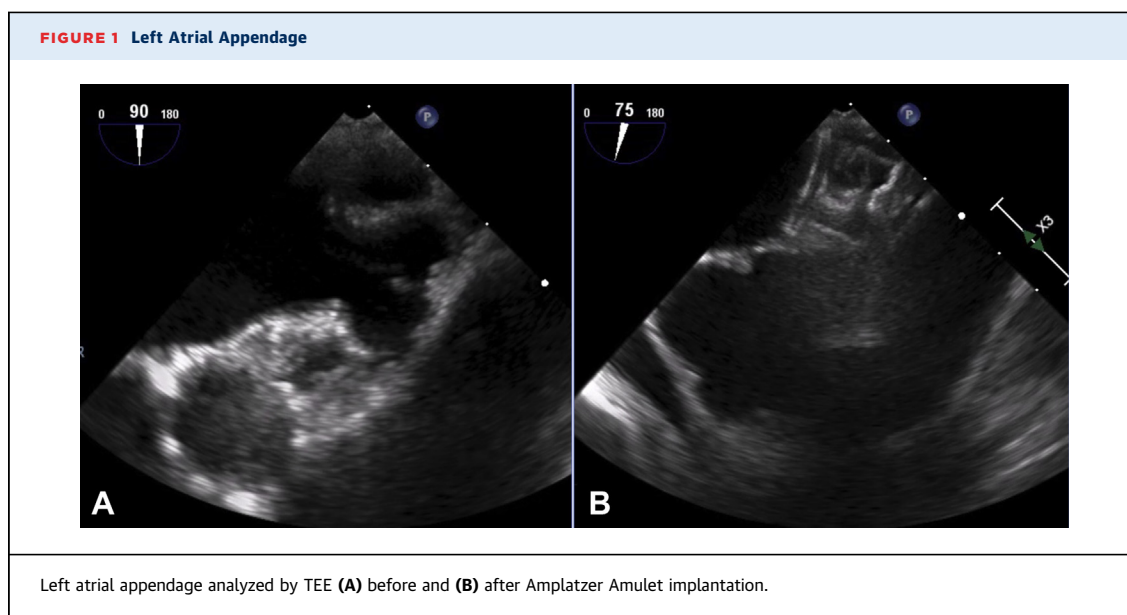 FIGURE 1 Left Atrial Appendage
0 90 180
P
0 75 180
P
X3
R
A
B
Left atrial appendage analyzed by TEE (A) before and (B) after Amplatzer Amulet implantation.